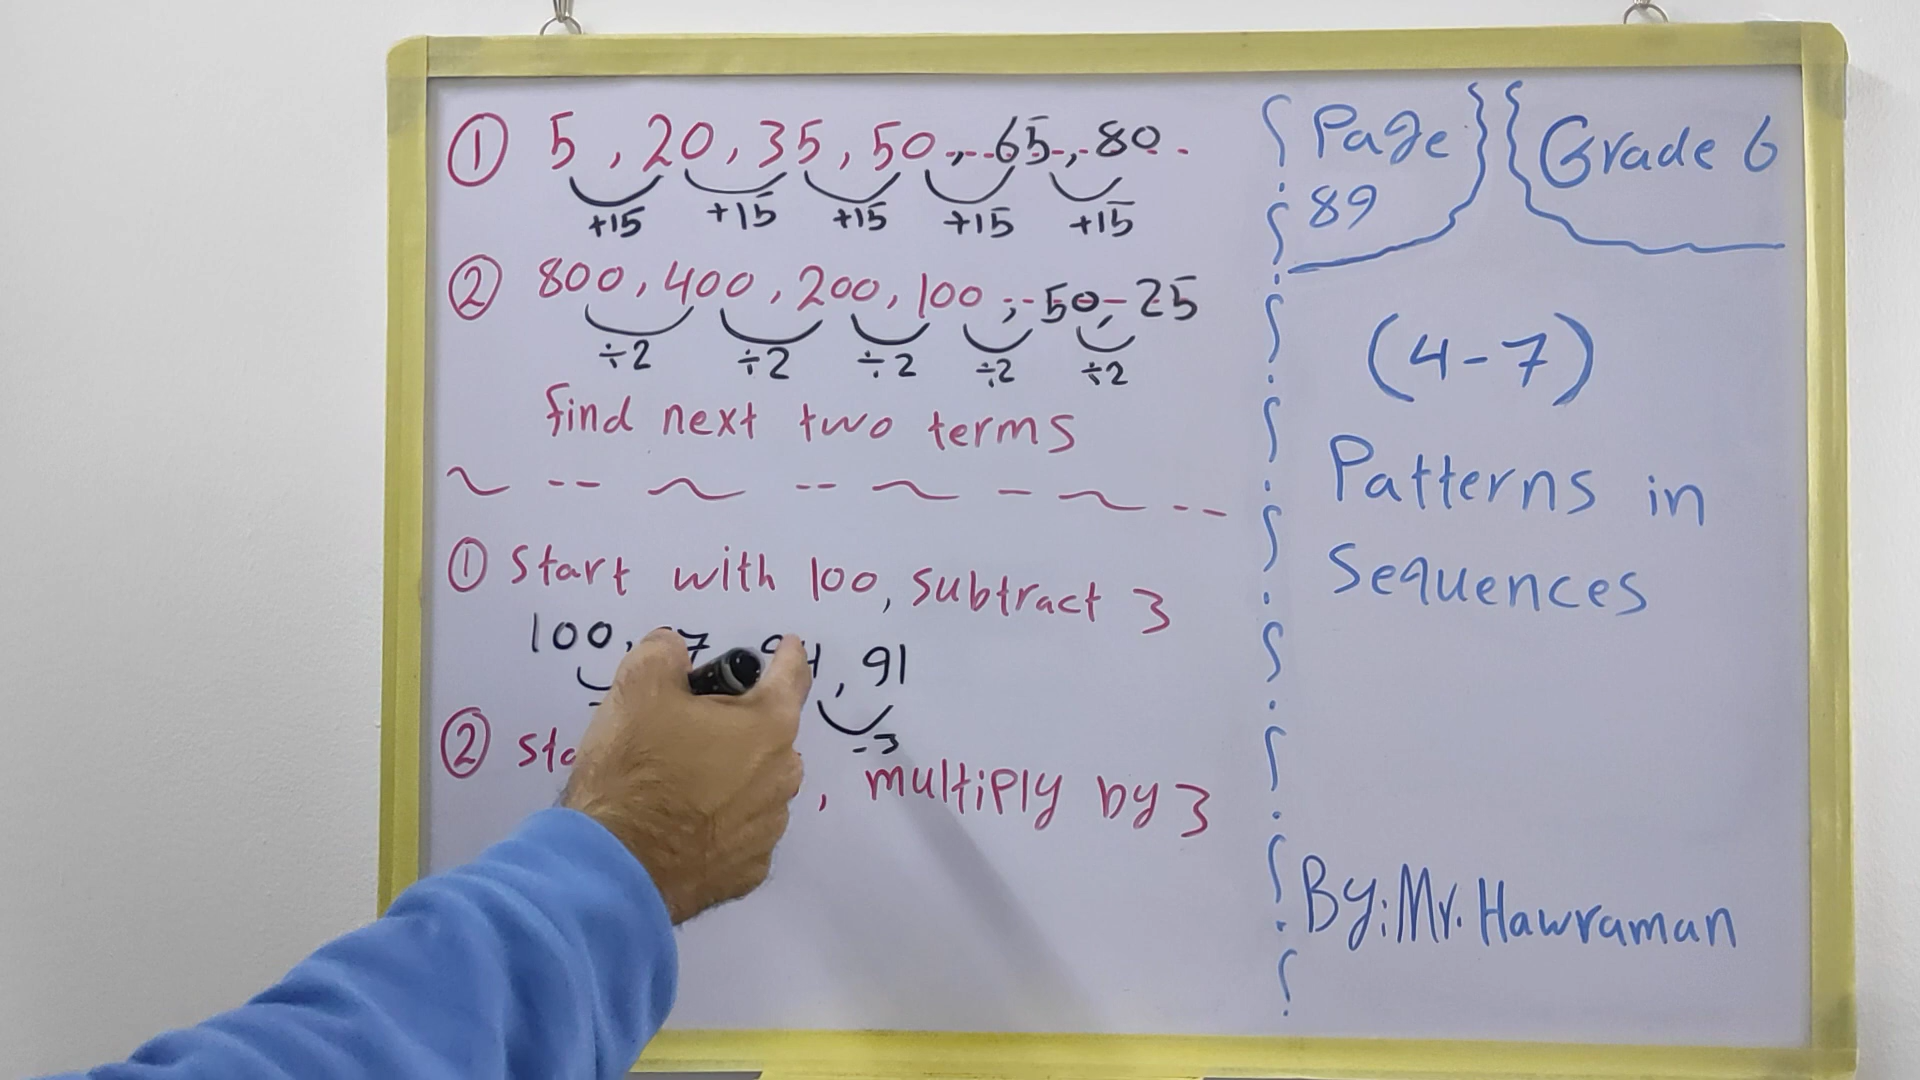 ① 5, 20, 35, 50, 65, 80
+15 +15 +15 +15 +15
② 800, 400, 200, 100, 50, 25
÷2 ÷2 ÷2 ÷2 ÷2
find next two terms
① start with 100, subtract 3
100, 91
-3
② , multiply by 3
Page
89
Grade 6
(4-7)
Patterns in
Sequences
By: Mr. Hawraman